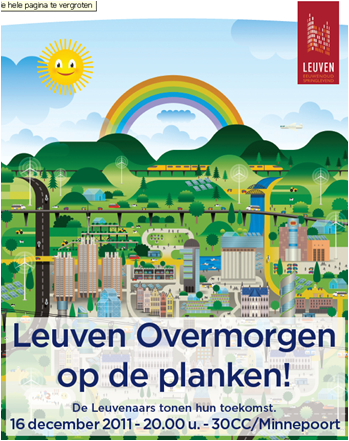 ie hele pagina te vergroten
LEUVEN
Leuven Overmorgen
op de planken!
De Leuvenaars tonen hun toekomst.
16 december 2011 - 20.00 u. - 30CC/Minnepoort